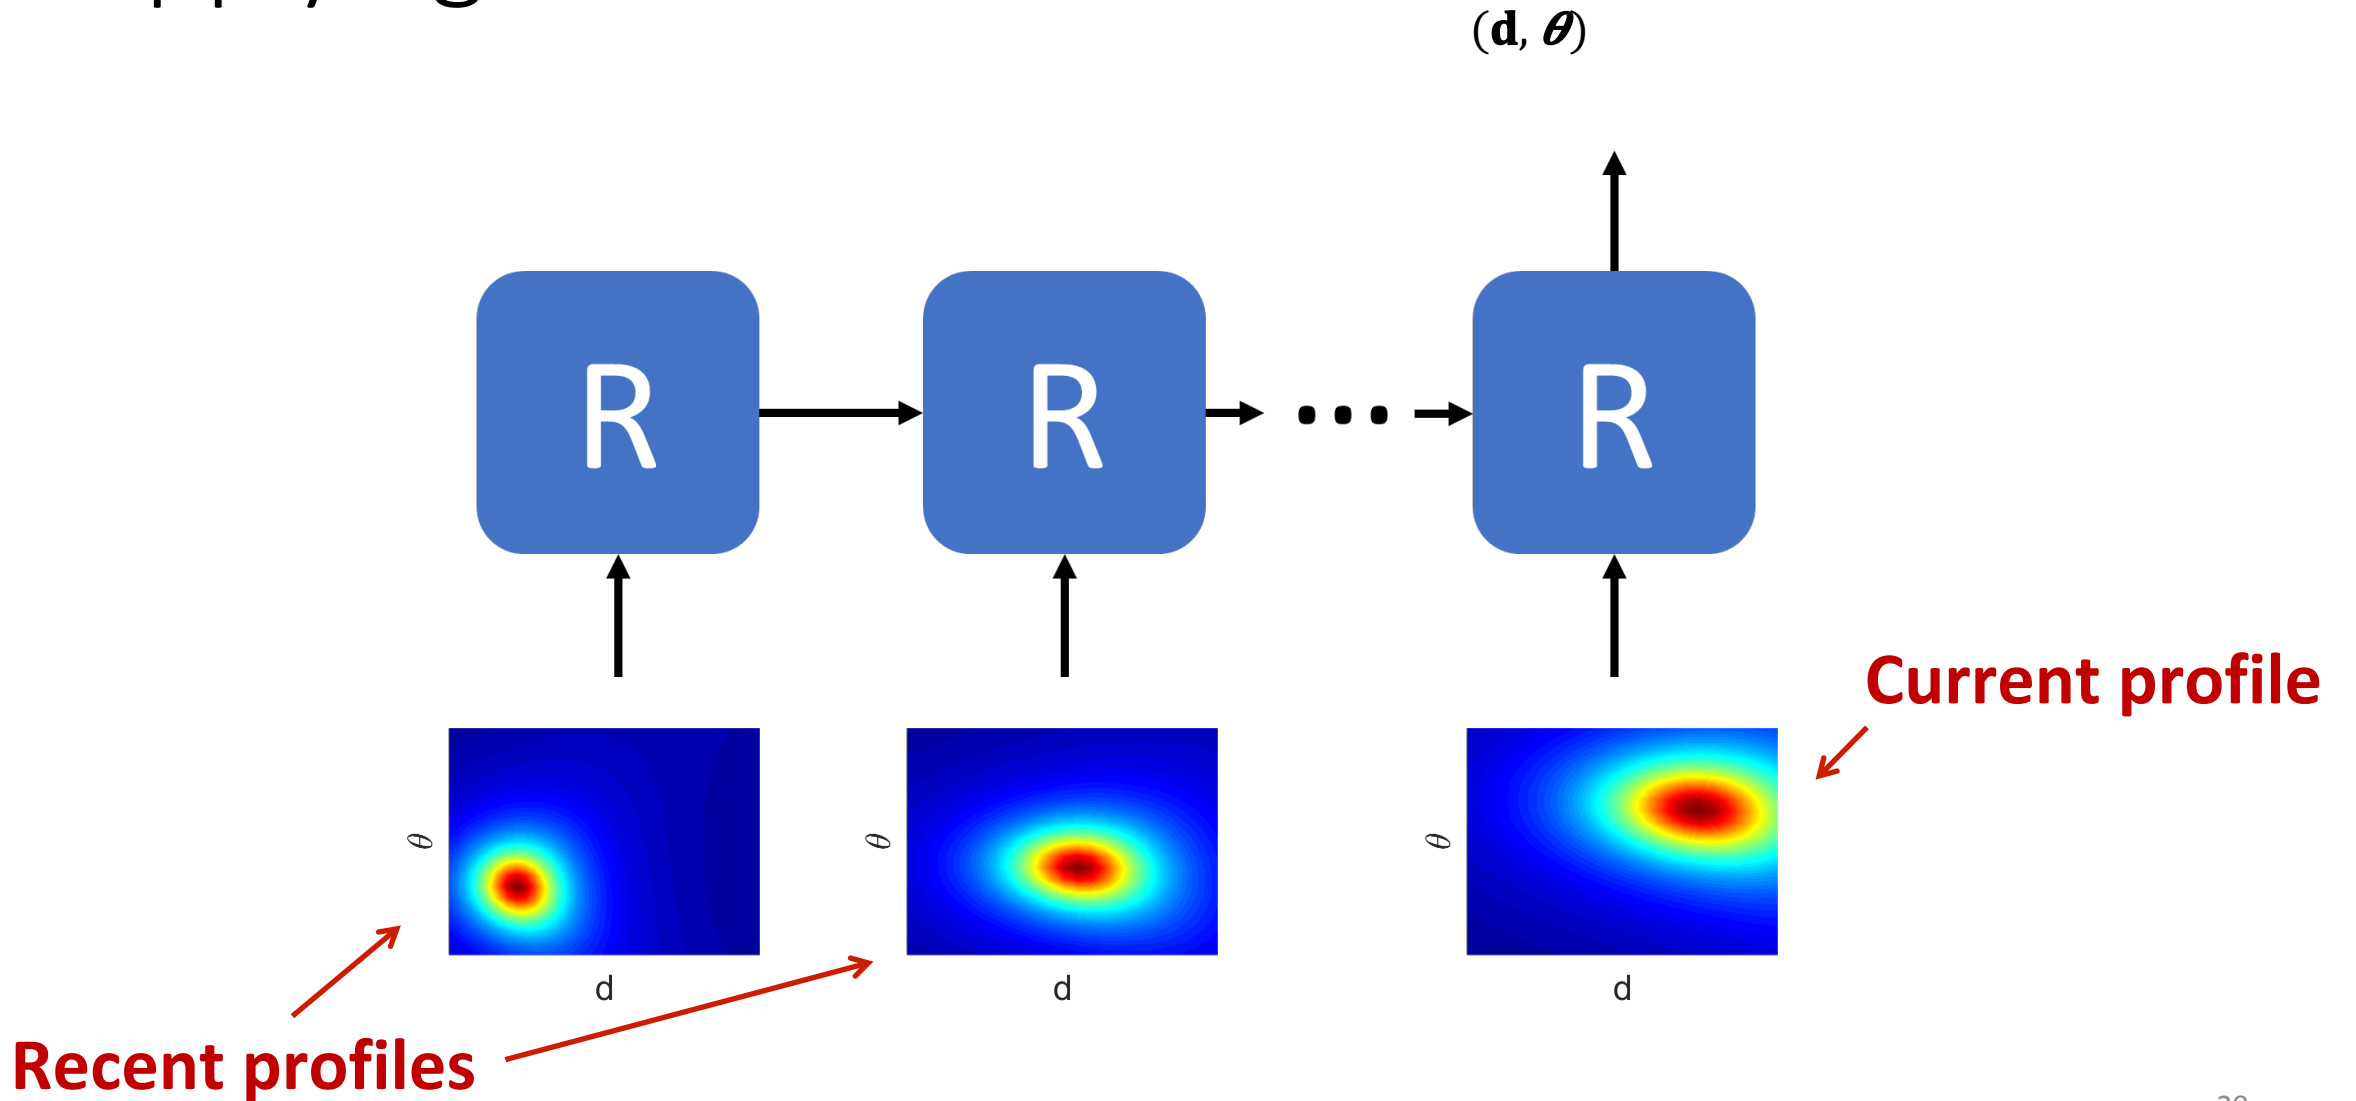 (d, θ)
R R ... R
Current profile
θ θ θ
d d d
Recent profiles